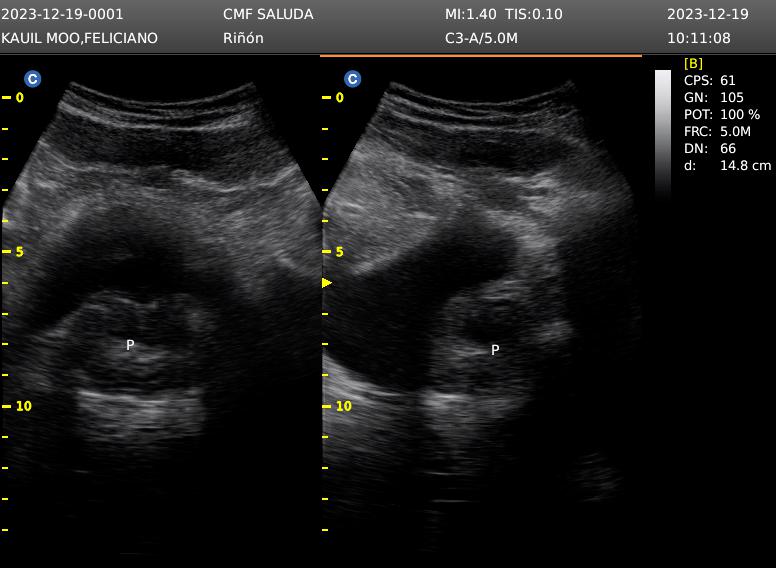 2023-12-19-0001 CMF SALUDA MI:1.40 TIS:0.10 2023-12-19
KAUIL MOO,FELICIANO Riñón C3-A/5.0M 10:11:08
[B]
C C CPS: 61
0 0 GN: 105
POT: 100 %
FRC: 5.0M
DN: 66
d: 14.8 cm
5 5
P P
10 10